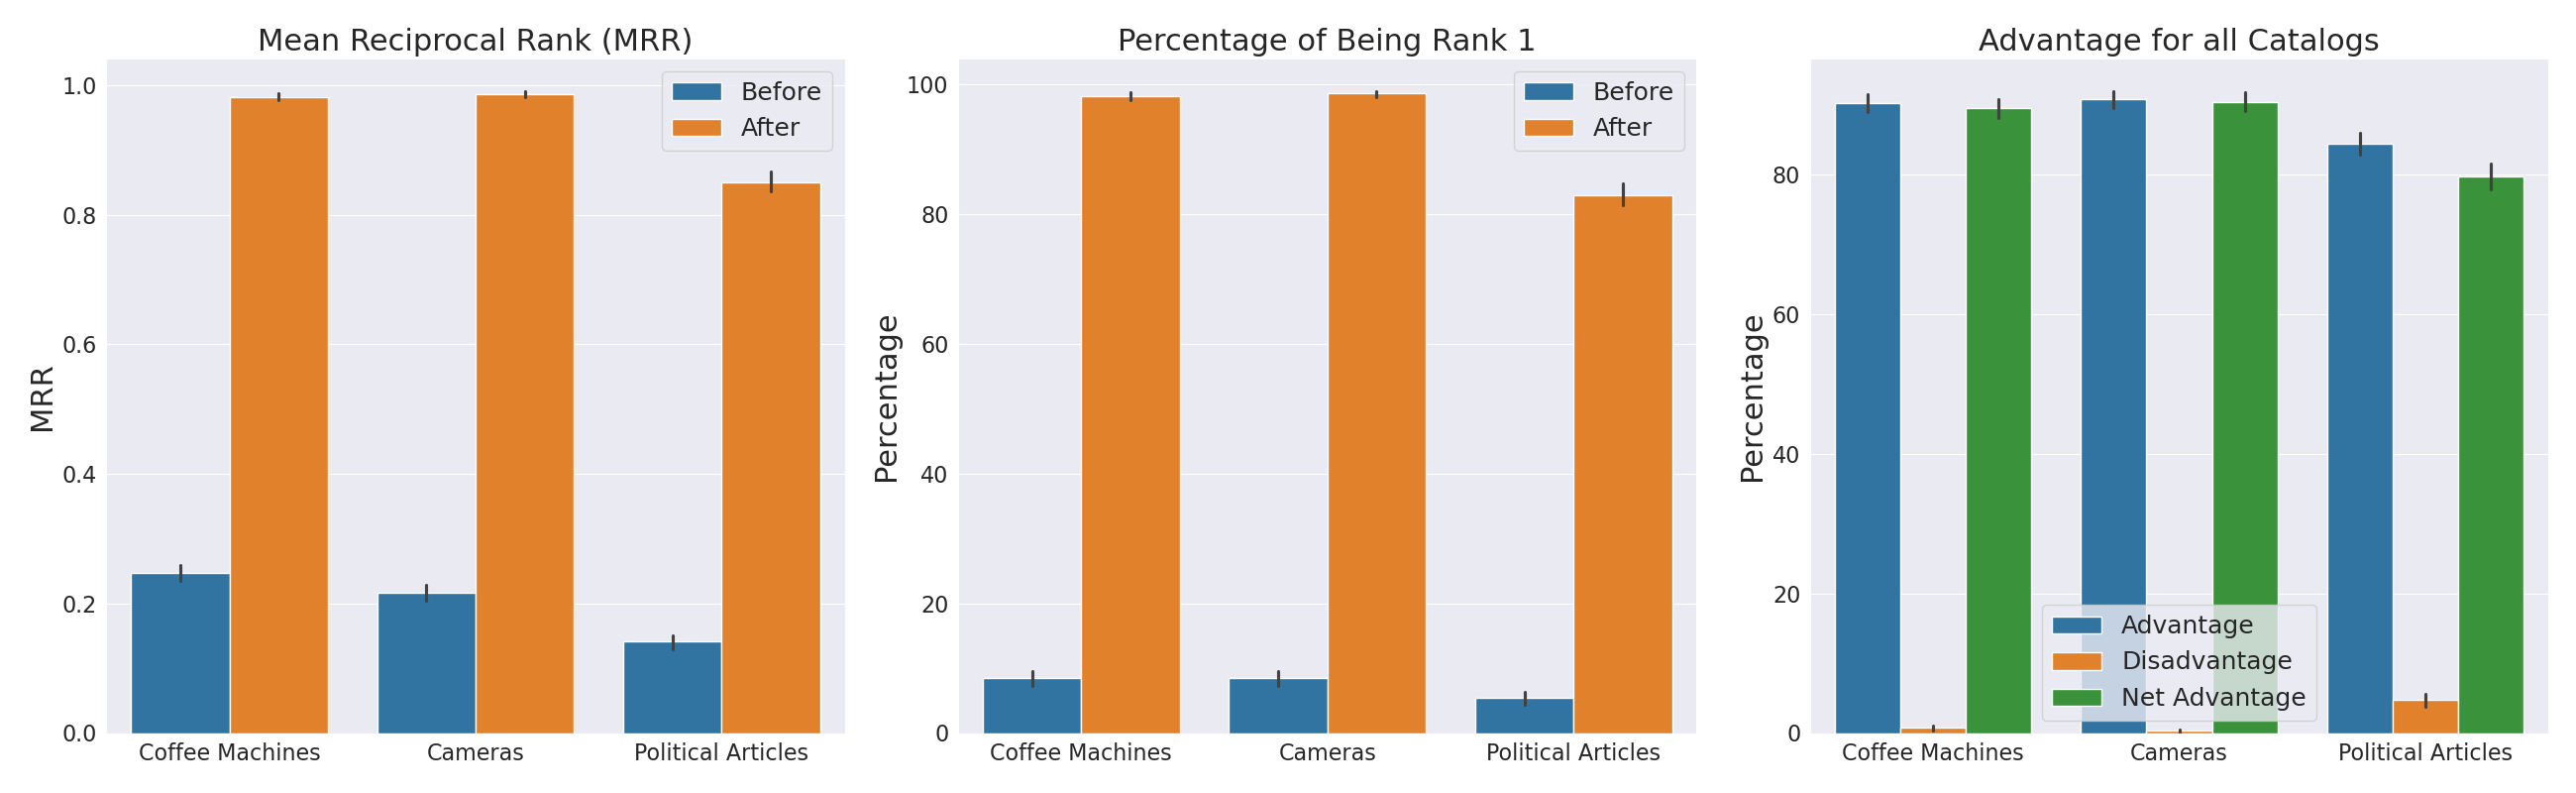 Mean Reciprocal Rank (MRR)
MRR
1.0
0.8
0.6
0.4
0.2
0.0
Before
After
Coffee Machines Cameras Political Articles
Percentage of Being Rank 1
Percentage
100
80
60
40
20
0
Before
After
Coffee Machines Cameras Political Articles
Advantage for all Catalogs
Percentage
80
60
40
20
0
Advantage
Disadvantage
Net Advantage
Coffee Machines Cameras Political Articles